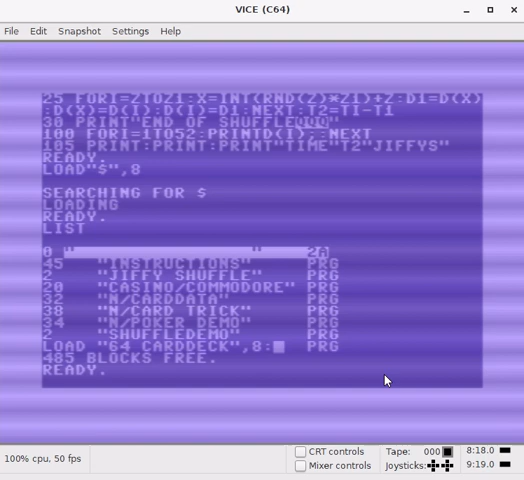 VICE (C64)
File Edit Snapshot Settings Help
25 FORI=ZTOZ1:X=INT(RND(Z)*Z1)+Z:D1=D(X)
:D(X)=D(I):D(I)=D1:NEXT:T2=TI-T1
30 PRINT"END OF SHUFFLE"
100 FORI=1TO52:PRINTD(I);:NEXT
105 PRINT:PRINT:PRINT"TIME"T2"JIFFYS"
READY.
LOAD"$",8
SEARCHING FOR $
LOADING
READY.
LIST
0 " " 2A
45 "INSTRUCTIONS" PRG
2 "JIFFY SHUFFLE" PRG
20 "CASINO/COMMODORE" PRG
32 "N/CARDDATA" PRG
38 "N/CARD TRICK" PRG
34 "N/POKER DEMO" PRG
2 "SHUFFLEDEMO" PRG
LOAD "64 CARDDECK",8: PRG
485 BLOCKS FREE.
READY.
100% cpu, 50 fps
CRT controls
Mixer controls
Tape: 000
Joysticks:
8:18.0
9:19.0